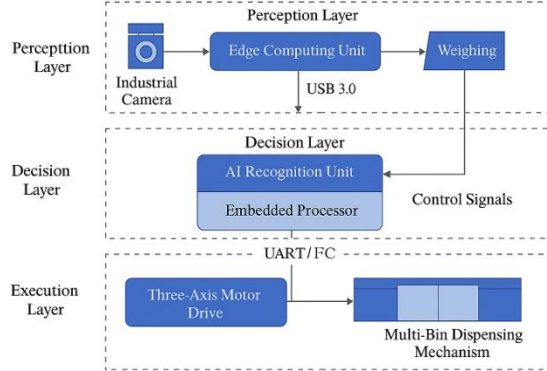 Perception Layer
Percepttion
Layer
Edge Computing Unit
Weighing
Industrial
Camera
USB 3.0
Decision Layer
Decision
Layer
AI Recognition Unit
Embedded Processor
Control Signals
UART/I²C
Execution
Layer
Three-Axis Motor
Drive
Multi-Bin Dispensing
Mechanism